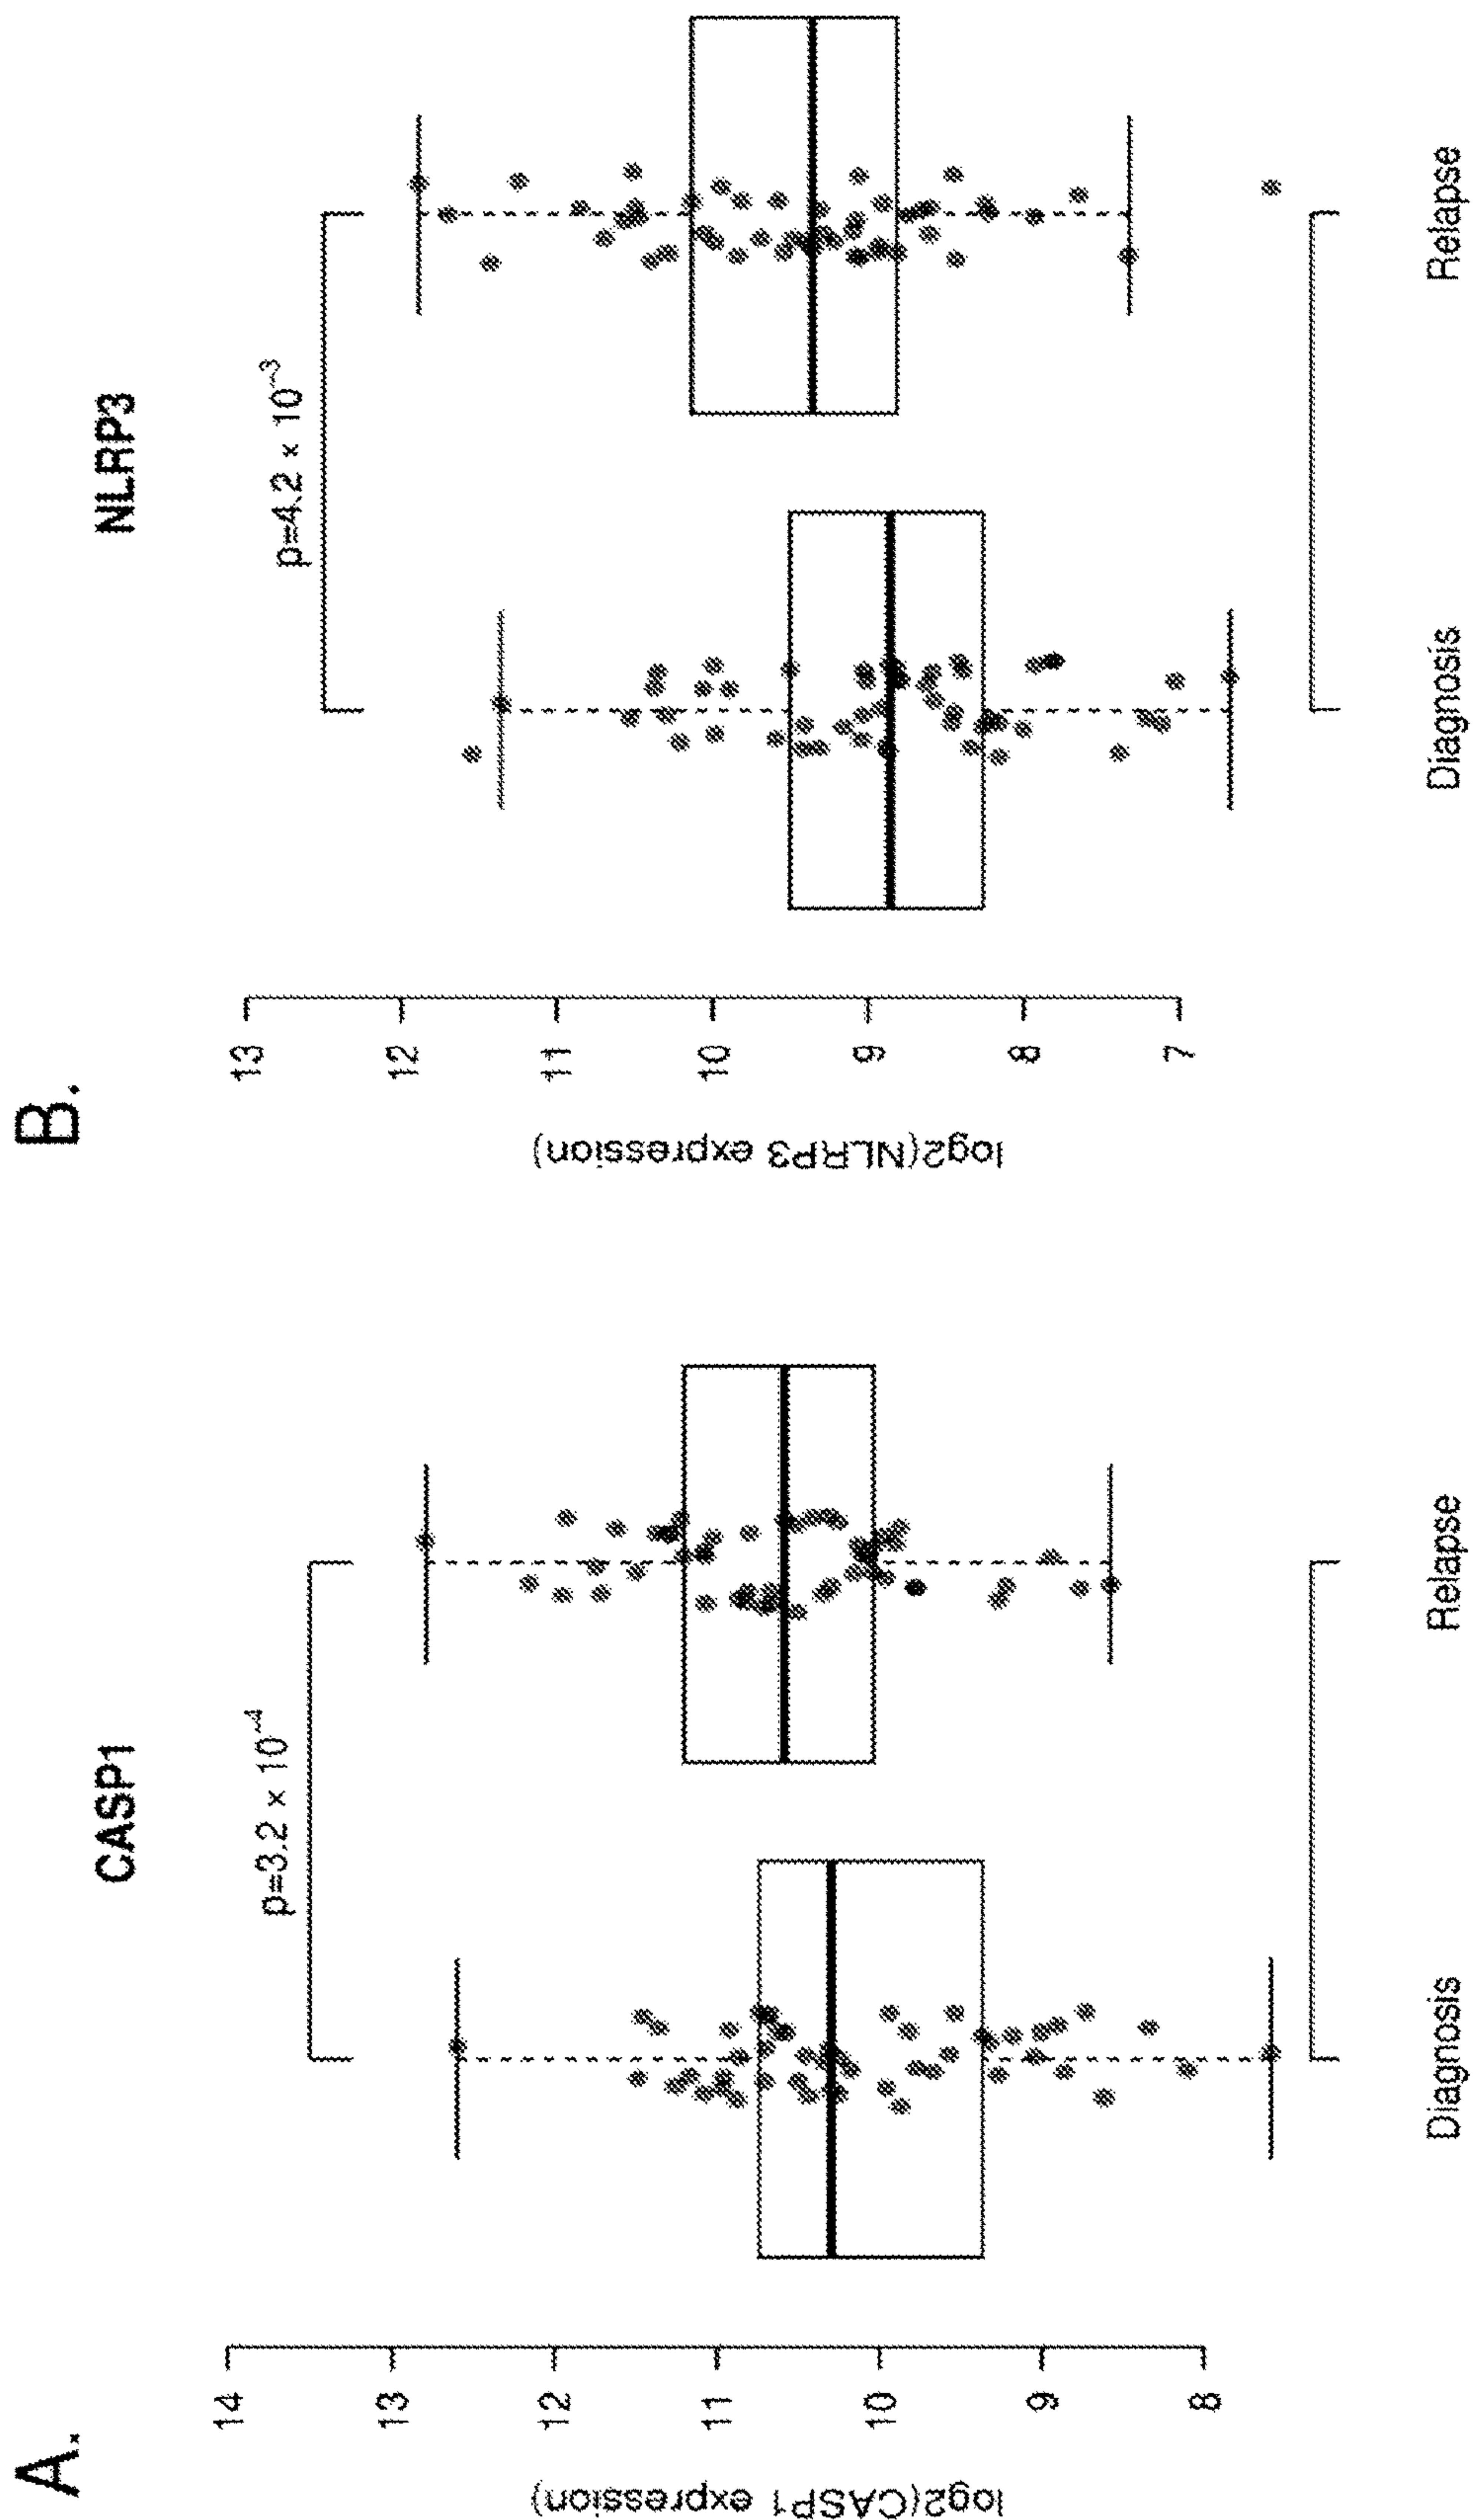 A.
CASP1
p=3.2 × 10⁻⁴
log2(CASP1 expression)
14
13
12
11
10
9
8
Diagnosis Relapse
B.
NLRP3
p=4.2 × 10⁻³
log2(NLRP3 expression)
13
12
11
10
9
8
7
Diagnosis Relapse